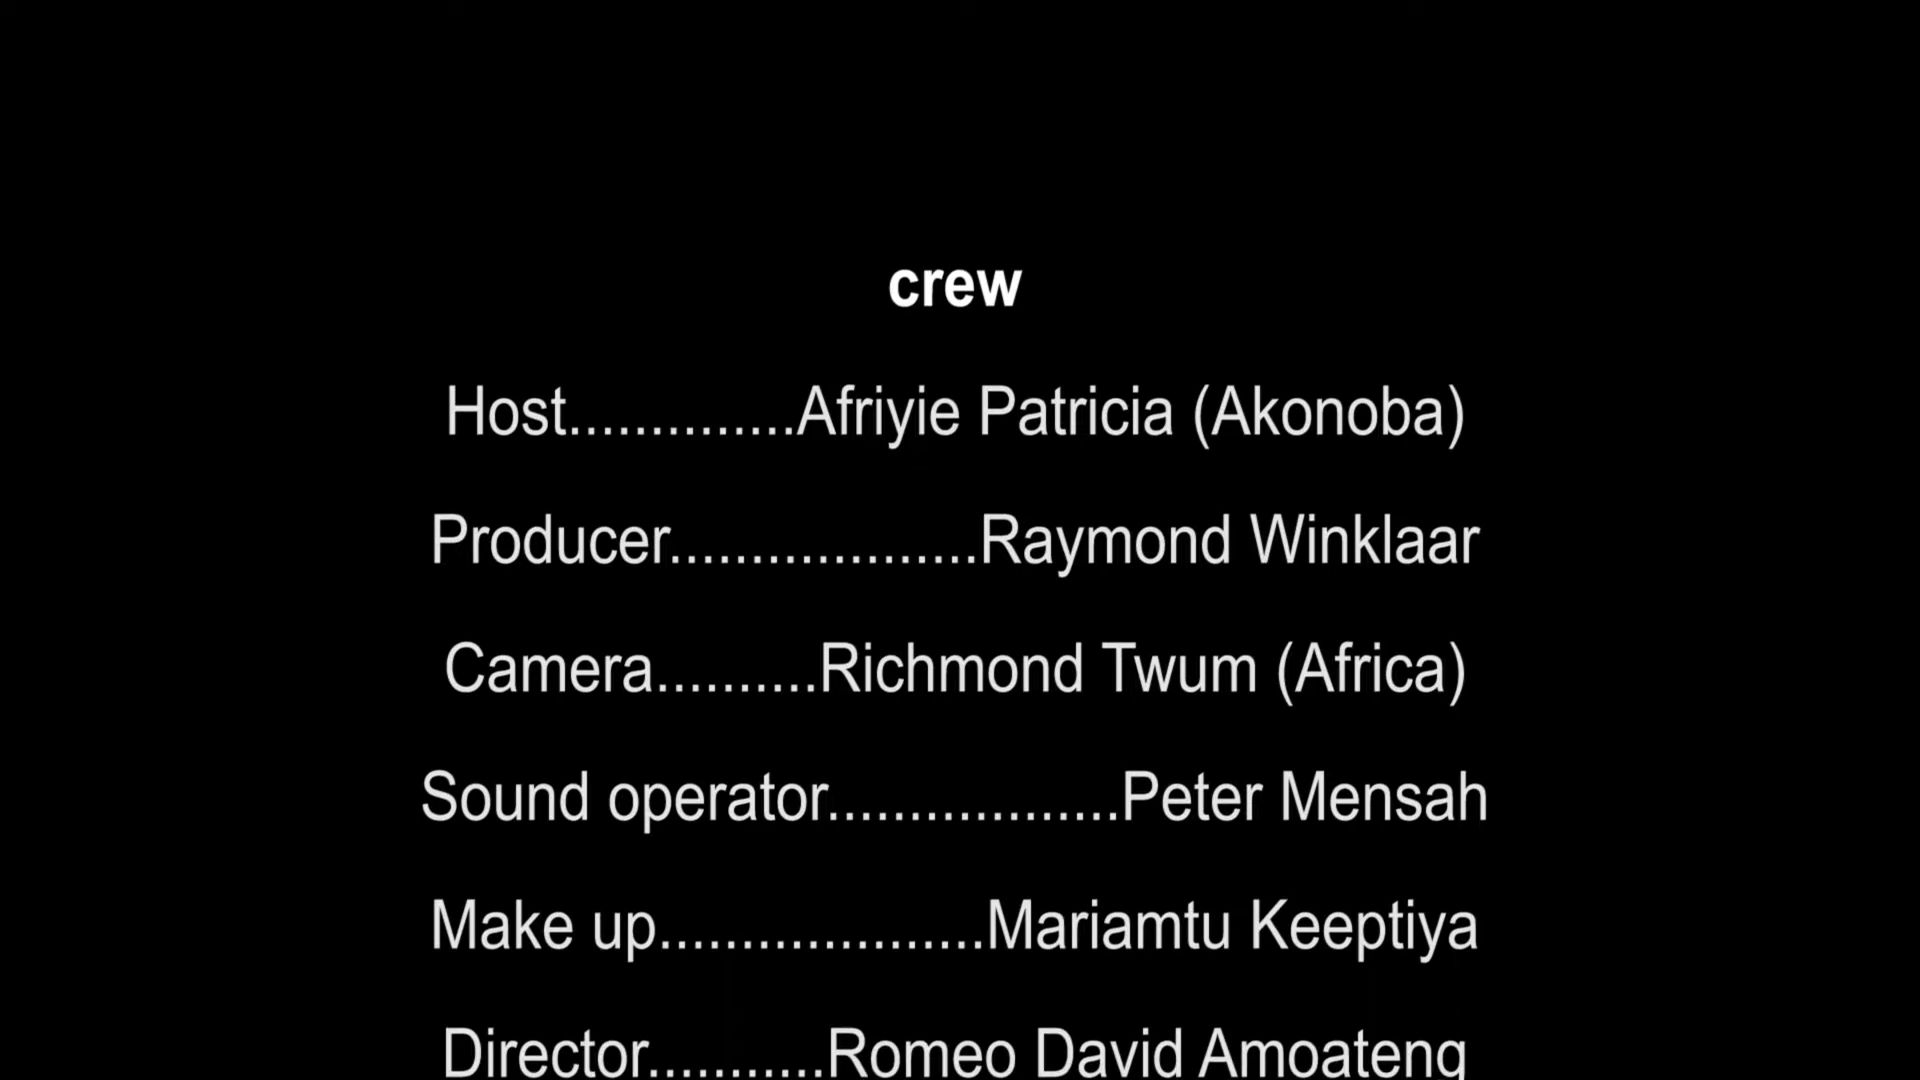 crew
Host..............Afriyie Patricia (Akonoba)
Producer...................Raymond Winklaar
Camera..........Richmond Twum (Africa)
Sound operator..................Peter Mensah
Make up....................Mariamtu Keeptiya
Director...........Romeo David Amoateng